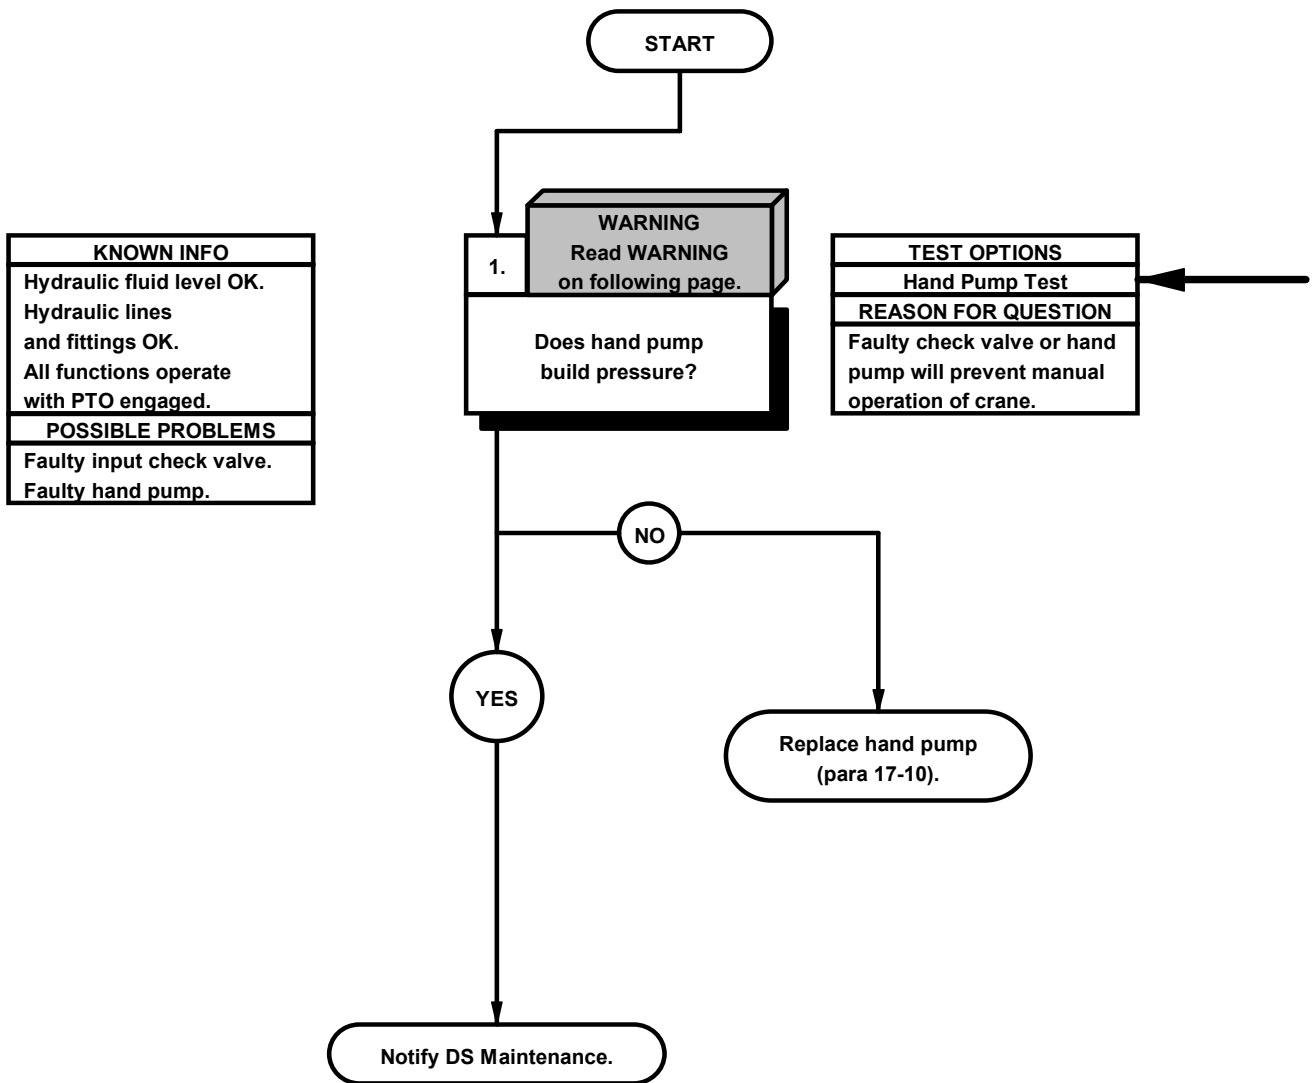 START
KNOWN INFO
Hydraulic fluid level OK.
Hydraulic lines
and fittings OK.
All functions operate
with PTO engaged.
POSSIBLE PROBLEMS
Faulty input check valve.
Faulty hand pump.
1.
WARNING
Read WARNING
on following page.
Does hand pump
build pressure?
TEST OPTIONS
Hand Pump Test
REASON FOR QUESTION
Faulty check valve or hand
pump will prevent manual
operation of crane.
NO
YES
Replace hand pump
(para 17-10).
Notify DS Maintenance.